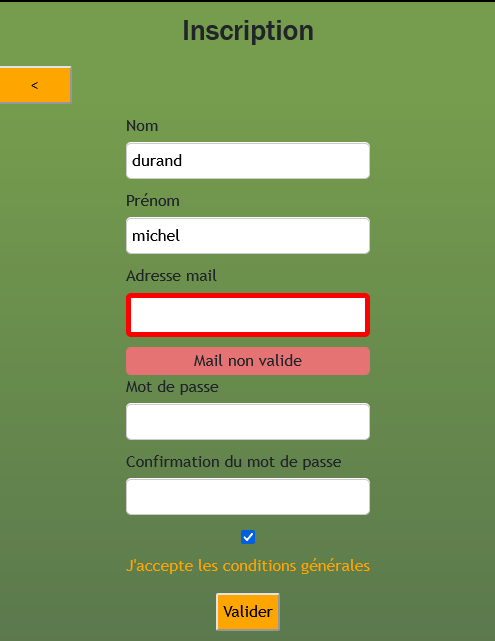 Inscription
<
Nom
durand
Prénom
michel
Adresse mail
Mail non valide
Mot de passe
Confirmation du mot de passe
J'accepte les conditions générales
Valider